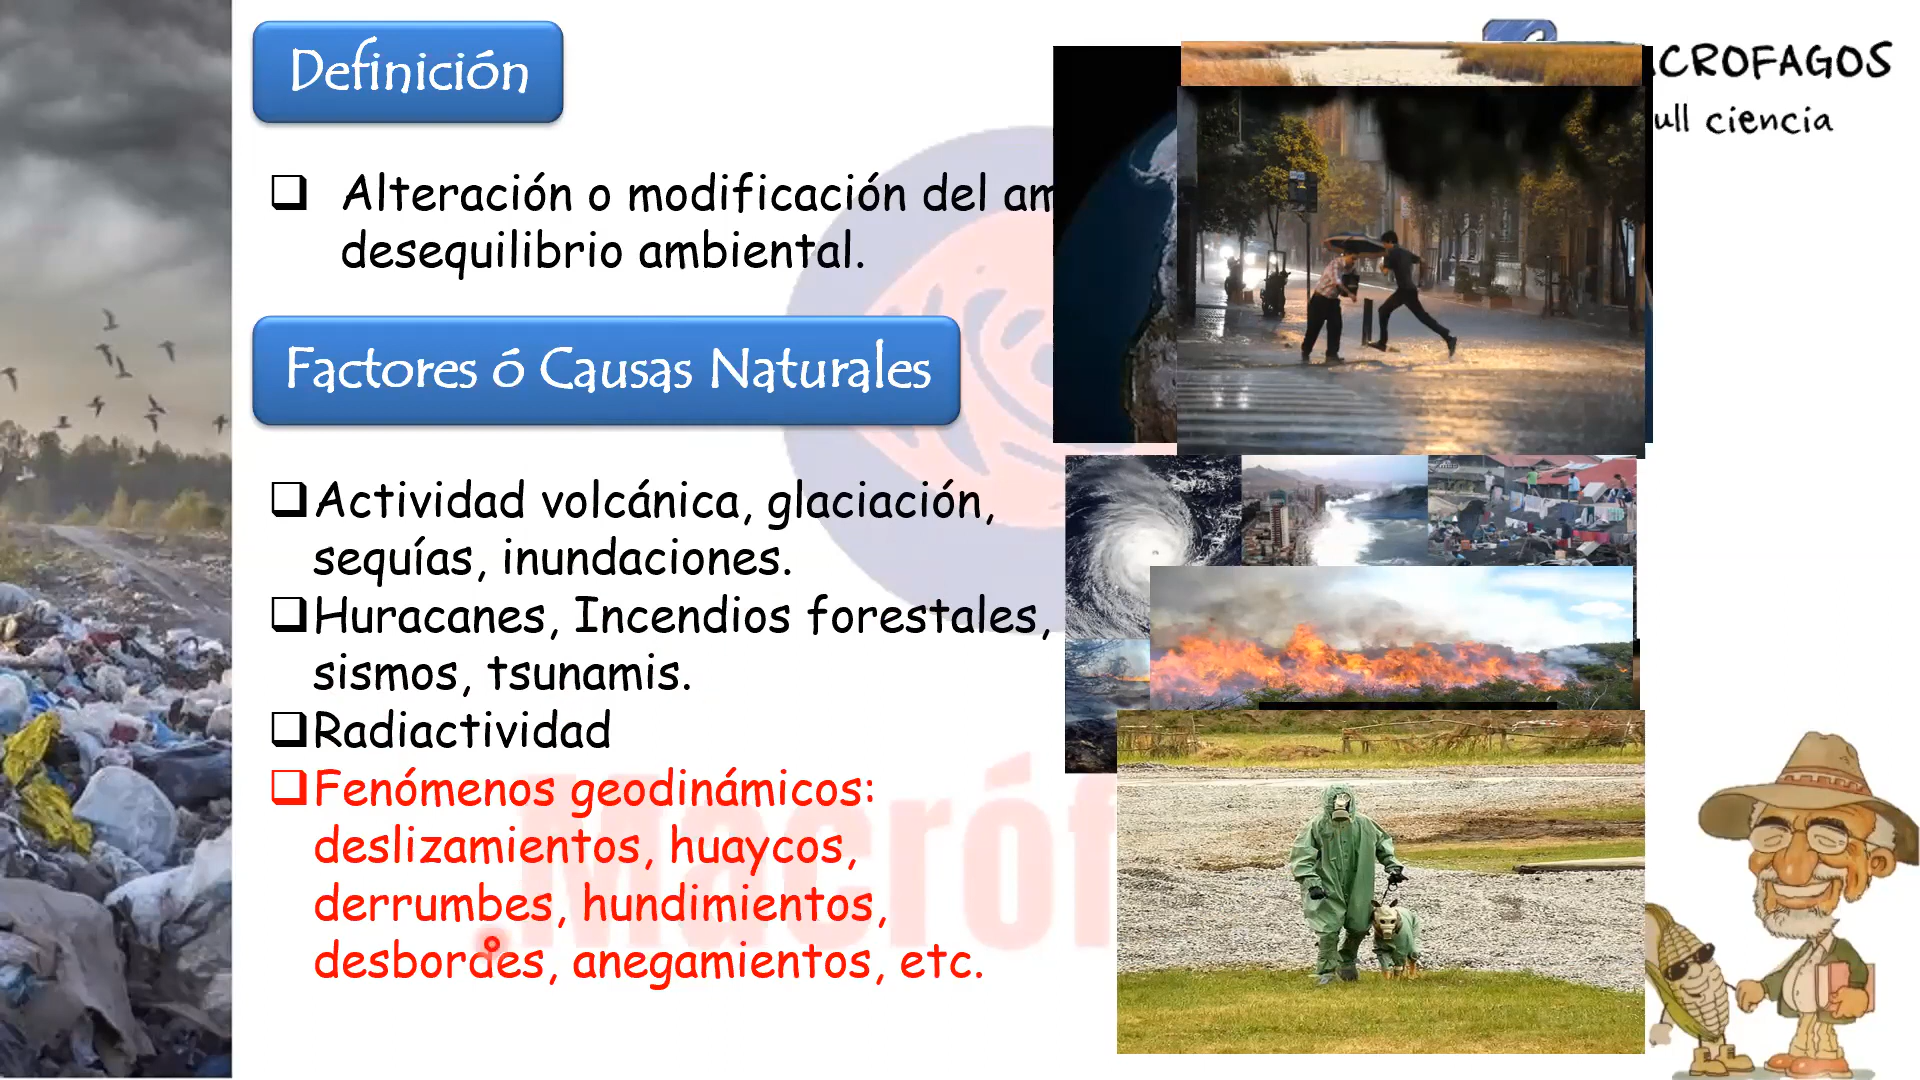 Definición
CROFAGOS
ull ciencia
Alteración o modificación del am
desequilibrio ambiental.
Factores ó Causas Naturales
Actividad volcánica, glaciación,
sequías, inundaciones.
Huracanes, Incendios forestales,
sismos, tsunamis.
Radiactividad
Fenómenos geodinámicos:
deslizamientos, huaycos,
derrumbes, hundimientos,
desbordes, anegamientos, etc.
Macróf